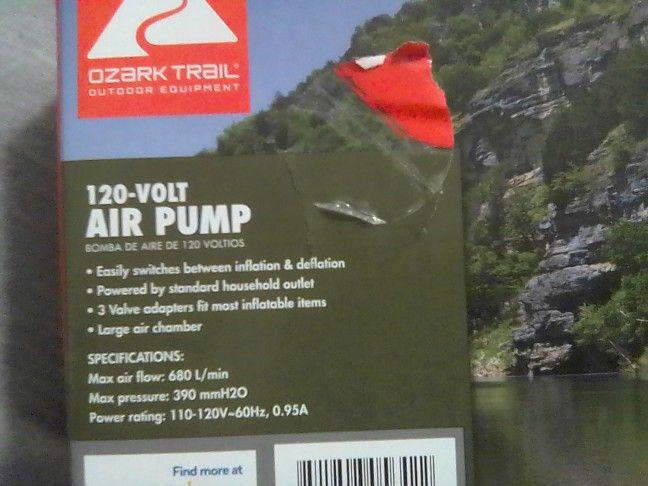 OZARK TRAIL®
OUTDOOR EQUIPMENT
120-VOLT
AIR PUMP
BOMBA DE AIRE DE 120 VOLTIOS
• Easily switches between inflation & deflation
• Powered by standard household outlet
• 3 Valve adapters fit most inflatable items
• Large air chamber
SPECIFICATIONS:
Max air flow: 680 L/min
Max pressure: 390 mmH2O
Power rating: 110-120V~60Hz, 0.95A
Find more at